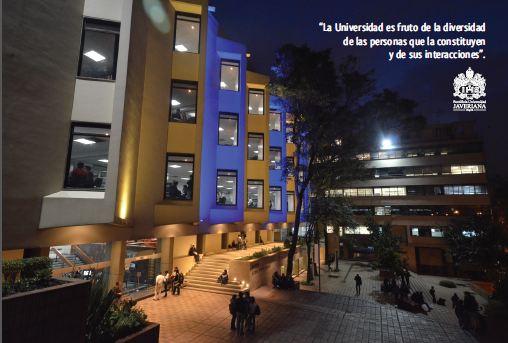 “La Universidad es fruto de la diversidad
de las personas que la constituyen
y de sus interacciones”.
IHS
Pontificia Universidad
JAVERIANA